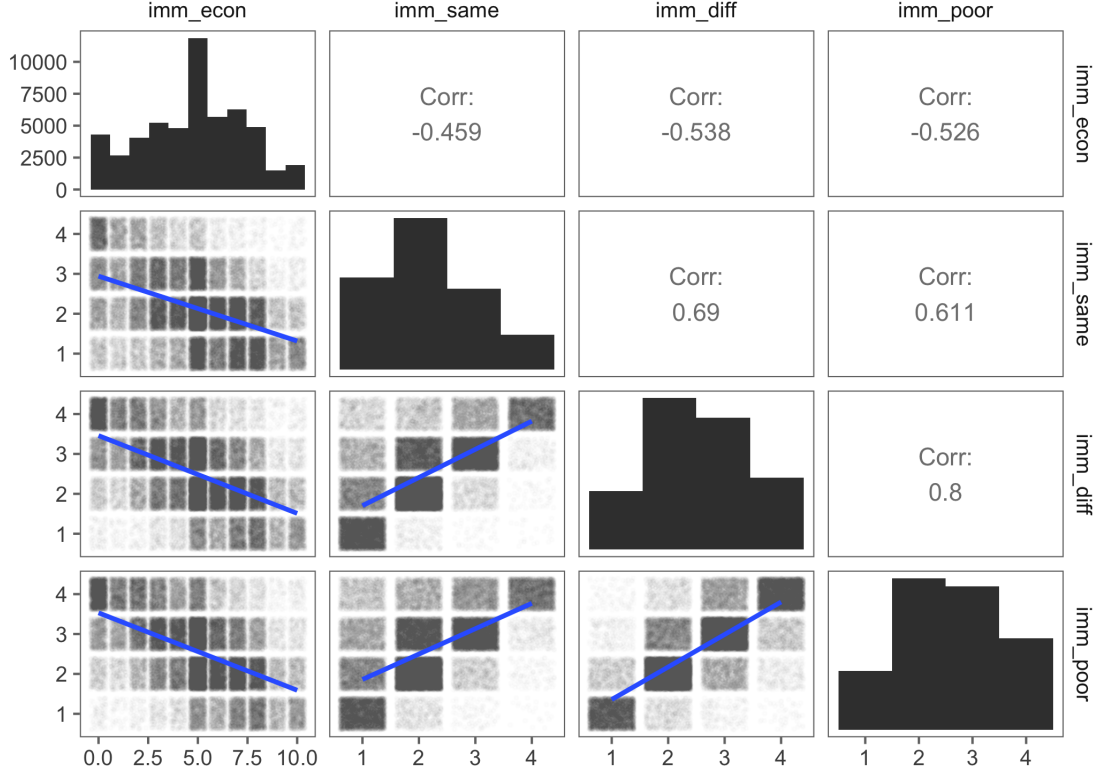 imm_econ imm_same imm_diff imm_poor
10000
7500
5000
2500
0
Corr:
-0.459
Corr:
-0.538
Corr:
-0.526
imm_econ
4
3
2
1
Corr:
0.69
Corr:
0.611
imm_same
4
3
2
1
Corr:
0.8
imm_diff
4
3
2
1
imm_poor
0.0 2.5 5.0 7.5 10.0 1 2 3 4 1 2 3 4 1 2 3 4